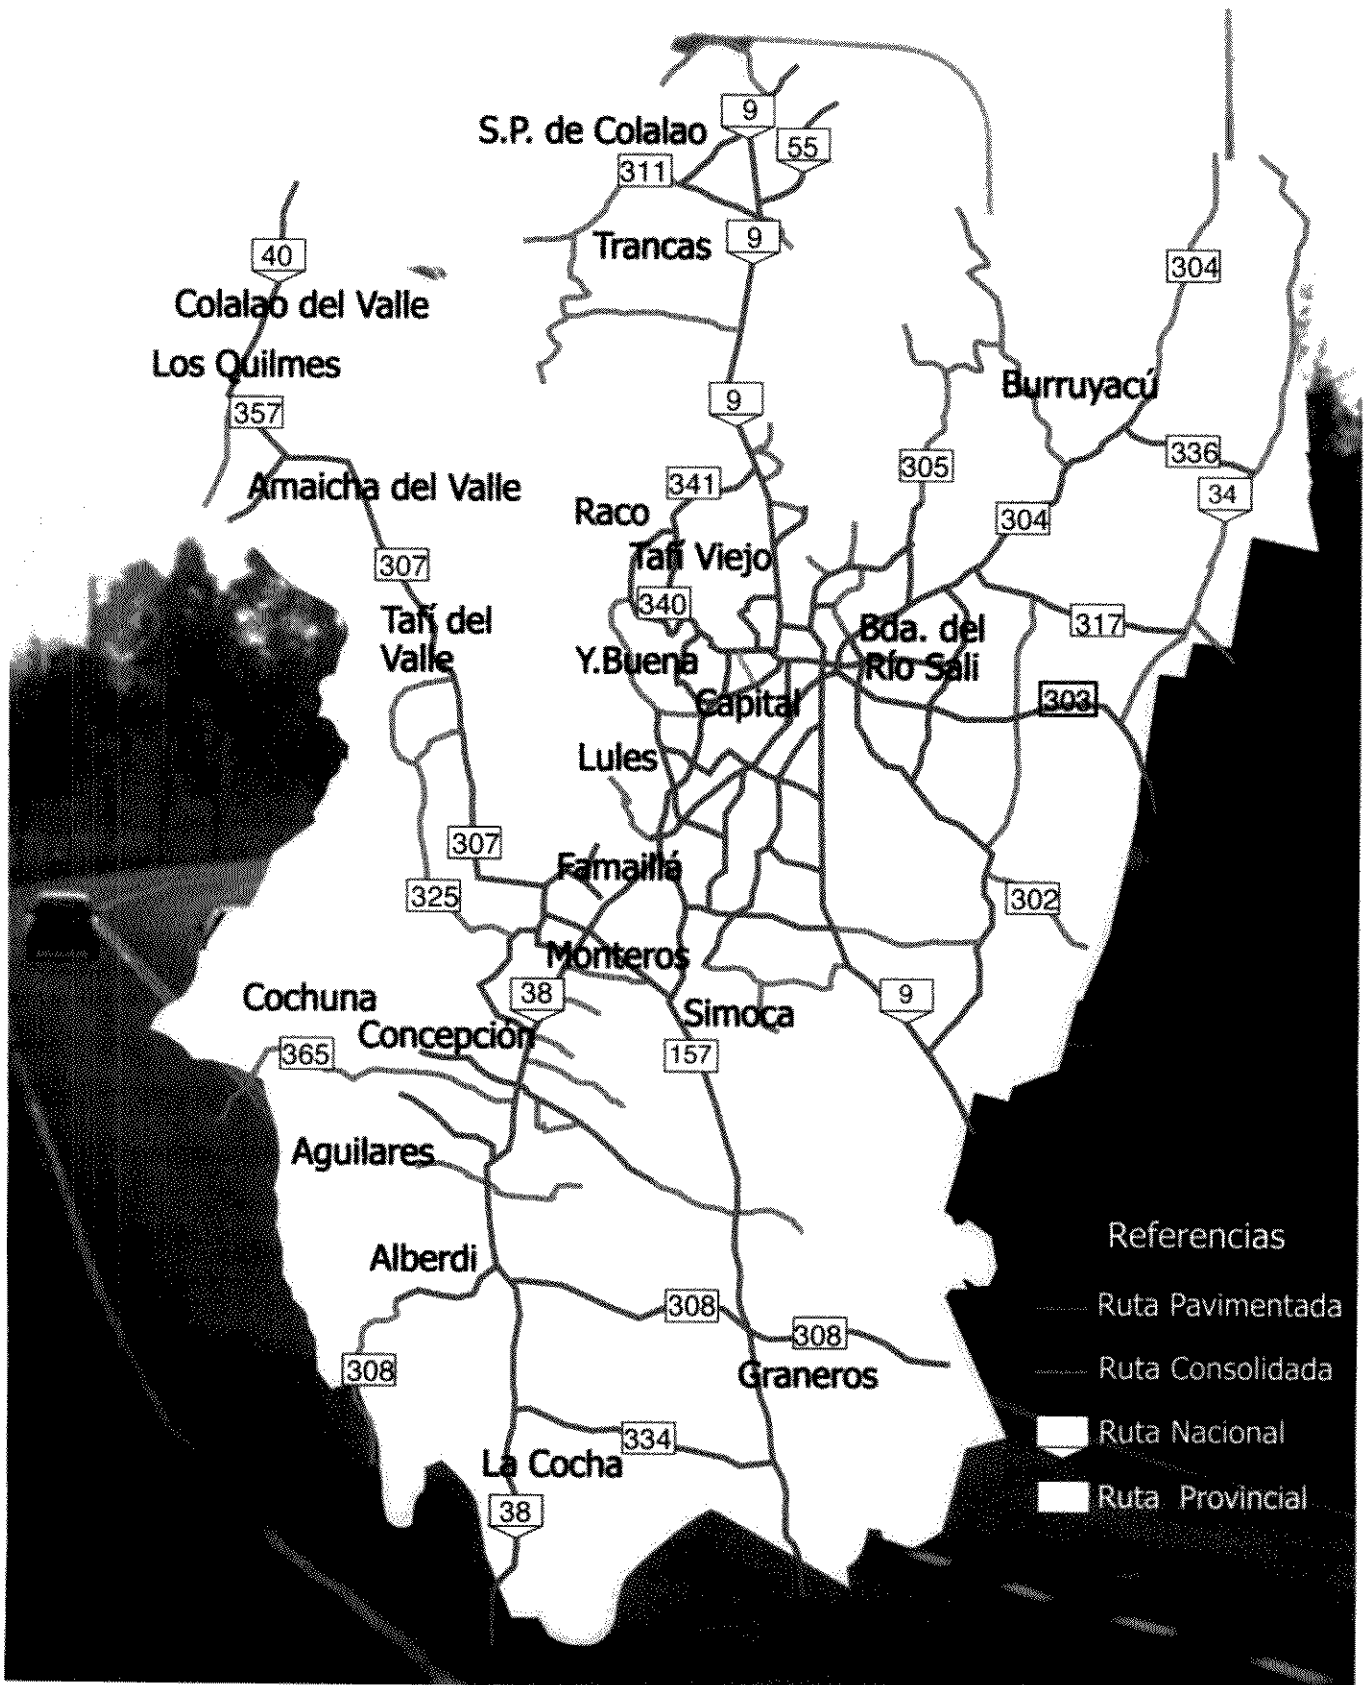 9
S.P. de Colalao
55
311
Trancas
9
40
304
Colalao del Valle
Los Quilmes
357
9
Burruyacú
336
305
341
34
Amaicha del Valle
Raco
304
Tafí Viejo
307
340
Tafí del
Valle
317
Bda. del
Río Sali
Y.Buena
Capital
303
Lules
307
Famaillá
325
302
Monteros
38
9
Cochuna
Simoca
Concepción
365
157
Aguilares
Alberdi
308
308
308
Graneros
334
La Cocha
38
Referencias
Ruta Pavimentada
Ruta Consolidada
Ruta Nacional
Ruta Provincial